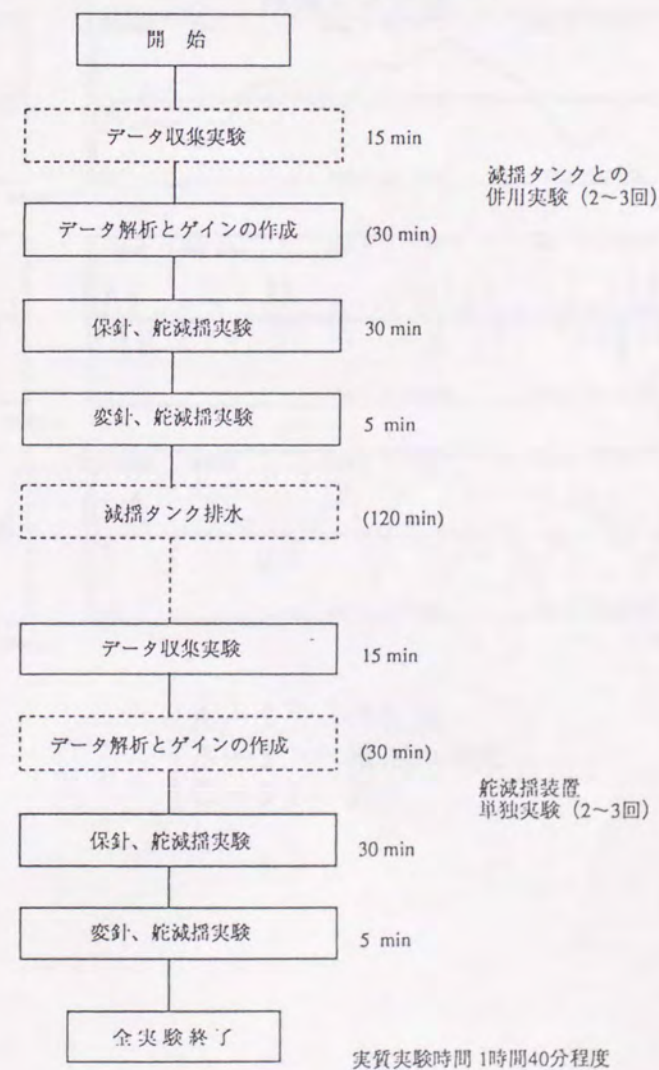 開 始
データ収集実験
15 min
減揺タンクとの
併用実験（2〜3回）
データ解析とゲインの作成
(30 min)
保針、舵減揺実験
30 min
変針、舵減揺実験
5 min
減揺タンク排水
(120 min)
データ収集実験
15 min
データ解析とゲインの作成
(30 min)
舵減揺装置
単独実験（2〜3回）
保針、舵減揺実験
30 min
変針、舵減揺実験
5 min
全実験終了
実質実験時間 1時間40分程度